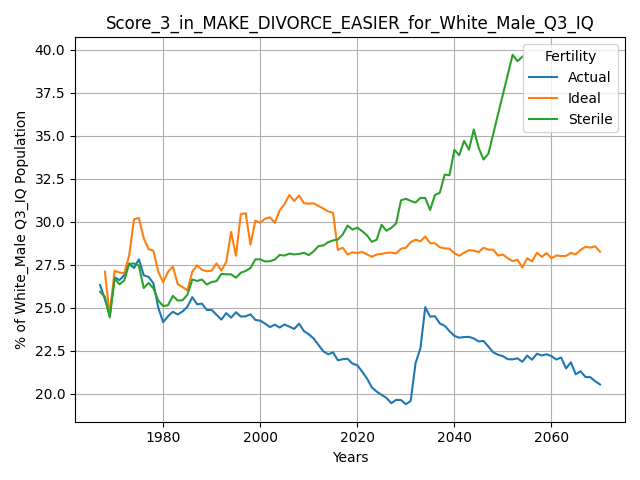 Score_3_in_MAKE_DIVORCE_EASIER_for_White_Male_Q3_IQ
% of White_Male Q3_IQ Population
40.0
37.5
35.0
32.5
30.0
27.5
25.0
22.5
20.0
Fertility
Actual
Ideal
Sterile
1980
2000
2020
2040
2060
Years